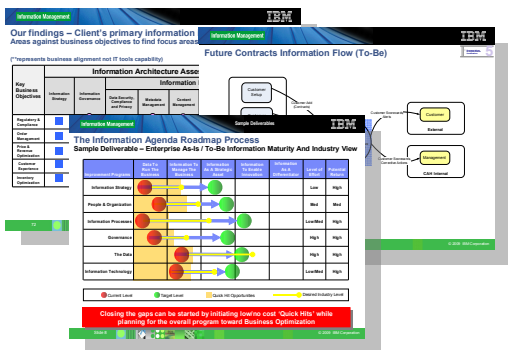 Information Management
IBM
Our findings – Client's primary information
Areas against business objectives to find focus areas
(**represents business alignment not IT tools capability)
Key Business Objectives
Information Architecture Asse
Information
Information Strategy
Information Governance
Data Security, Compliance and Privacy
Metadata Management
Content Management
Regulatory & Compliance
Order Management
Price & Revenue Optimization
Customer Experience
Inventory Optimization
72
Information Management
IBM
Future Contracts Information Flow (To-Be)
5
Customer Setup
Customer
External
Management
CAH Internal
© 2008 IBM Corporation
Information Management
Sample Deliverables
IBM
The Information Agenda Roadmap Process
Sample Deliverable – Enterprise As-Is / To-Be Information Maturity And Industry View
Improvement Programs
Data To Run The Business
Information To Manage The Business
Information As A Strategic Asset
Information To Enable Innovation
Information As A Differentiator
Level of Effort
Potential Return
Information Strategy Low High
People & Organization Med Med
Information Processes Low/Med High
Governance High High
The Data High High
Information Technology Low/Med High
Current Level
Target Level
Quick Hit Opportunities
Desired Industry Level
Closing the gaps can be started by initiating low/no cost 'Quick Hits' while
planning for the overall program toward Business Optimization
© 2008 IBM Corporation